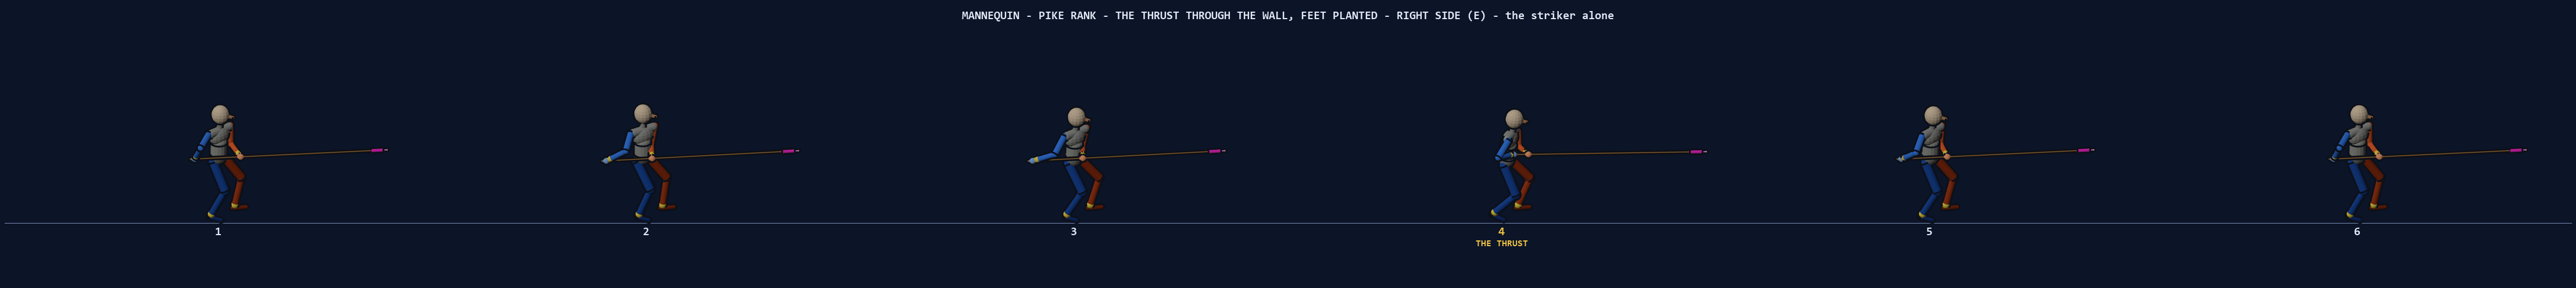 MANNEQUIN - PIKE RANK - THE THRUST THROUGH THE WALL, FEET PLANTED - RIGHT SIDE (E) - the striker alone
1 2 3 4 5 6
THE THRUST